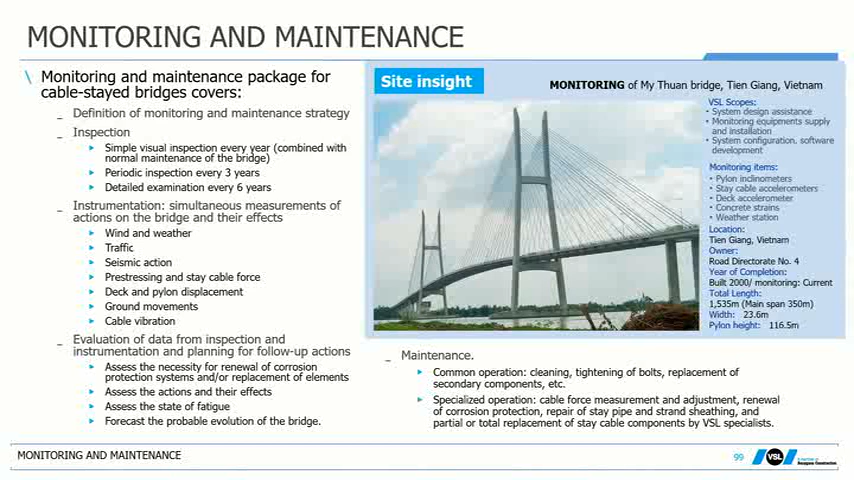 MONITORING AND MAINTENANCE
\ Monitoring and maintenance package for
cable-stayed bridges covers:
_ Definition of monitoring and maintenance strategy
_ Inspection
Simple visual inspection every year (combined with
normal maintenance of the bridge)
Periodic inspection every 3 years
Detailed examination every 6 years
_ Instrumentation: simultaneous measurements of
actions on the bridge and their effects
Wind and weather
Traffic
Seismic action
Prestressing and stay cable force
Deck and pylon displacement
Ground movements
Cable vibration
_ Evaluation of data from inspection and
instrumentation and planning for follow-up actions
Assess the necessity for renewal of corrosion
protection systems and/or replacement of elements
Assess the actions and their effects
Assess the state of fatigue
Forecast the probable evolution of the bridge.
Site insight
MONITORING of My Thuan bridge, Tien Giang, Vietnam
VSL Scopes:
• System design assistance
• Monitoring equipments supply
and installation
• System configuration, software
development
Monitoring items:
• Pylon inclinometers
• Stay cable accelerometers
• Deck accelerometer
• Concrete strains
• Weather station
Location:
Tien Giang, Vietnam
Owner:
Road Directorate No. 4
Year of Completion:
Built 2000/ monitoring: Current
Total Length:
1,535m (Main span 350m)
Width: 23.6m
Pylon height: 116.5m
_ Maintenance.
Common operation: cleaning, tightening of bolts, replacement of
secondary components, etc.
Specialized operation: cable force measurement and adjustment, renewal
of corrosion protection, repair of stay pipe and strand sheathing, and
partial or total replacement of stay cable components by VSL specialists.
MONITORING AND MAINTENANCE
99
VSL